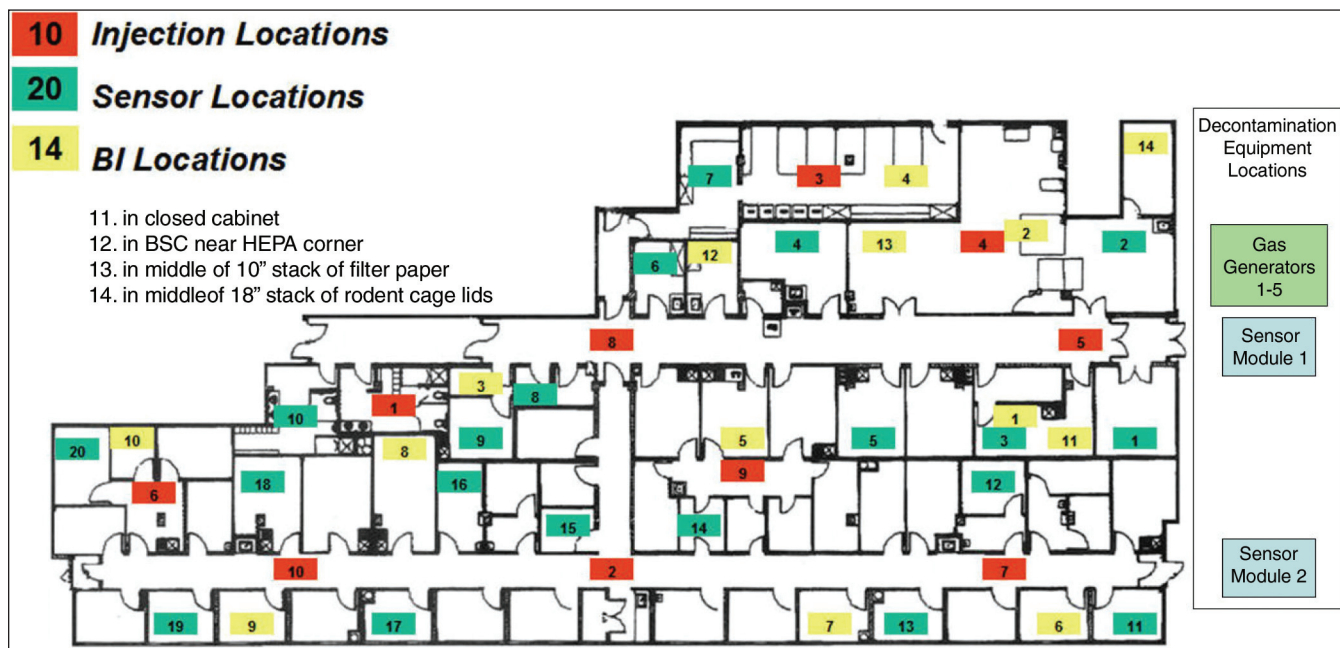 10 Injection Locations
20 Sensor Locations
14 BI Locations
11. in closed cabinet
12. in BSC near HEPA corner
13. in middle of 10” stack of filter paper
14. in middleof 18” stack of rodent cage lids
Decontamination
Equipment
Locations
Gas
Generators
1-5
Sensor
Module 1
Sensor
Module 2
14
7 3 4
4 13 4 2 2
6 12
8 5
3 8
10 1 1
9 5 5 3 11 1
20 10 8
6 18 16 9 12
15 14
10 2 7
19 9 17 7 13 6 11